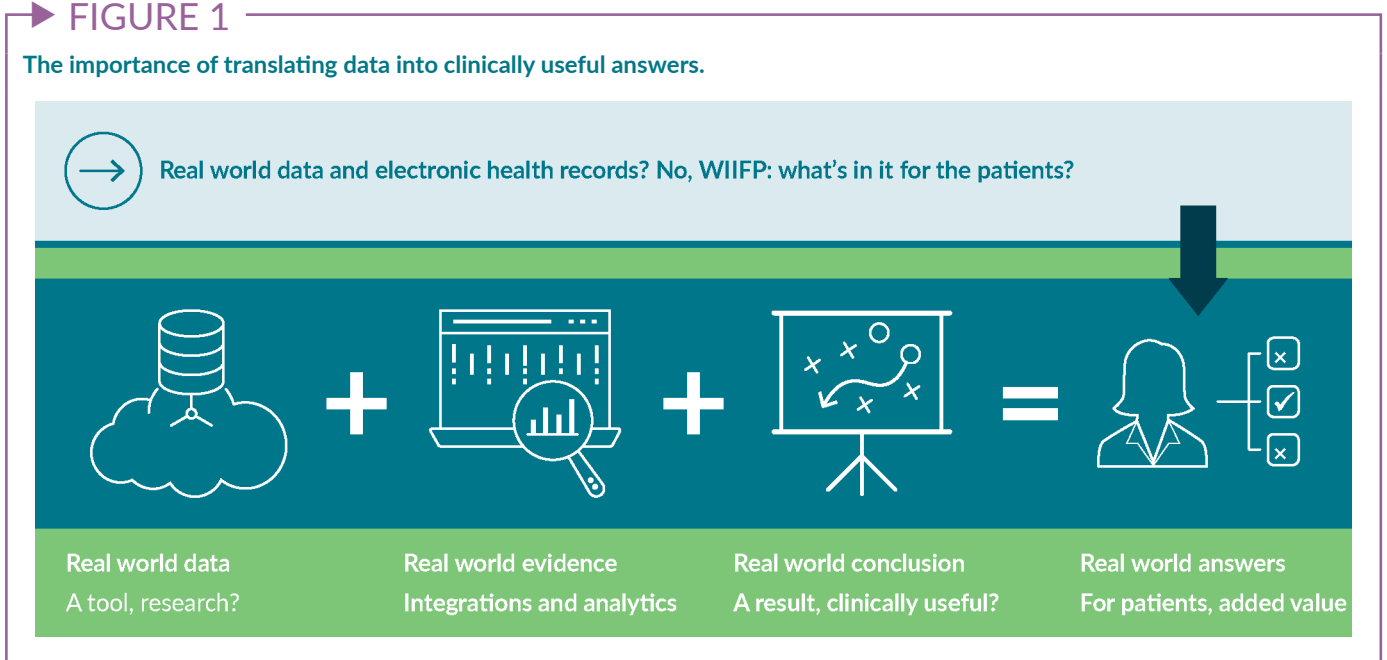 FIGURE 1
The importance of translating data into clinically useful answers.
Real world data and electronic health records? No, WIIFP: what's in it for the patients?
Real world data
A tool, research?
Real world evidence
Integrations and analytics
Real world conclusion
A result, clinically useful?
Real world answers
For patients, added value